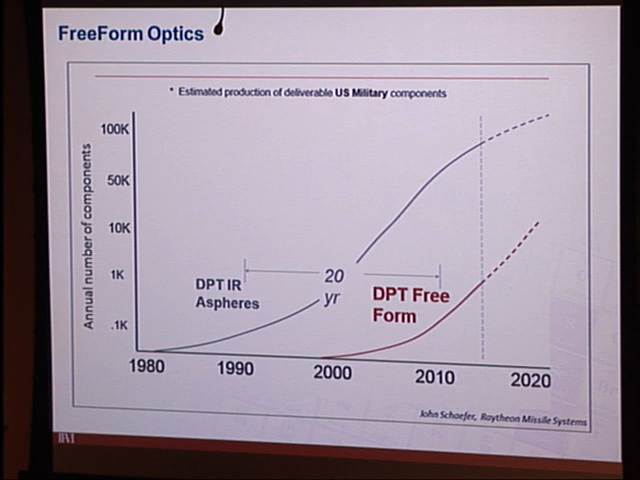 FreeForm Optics
* Estimated production of deliverable US Military components
Annual number of components
100K
50K
10K
1K
.1K
DPT IR
Aspheres
20
yr
DPT Free
Form
1980
1990
2000
2010
2020
John Schaefer, Raytheon Missile Systems